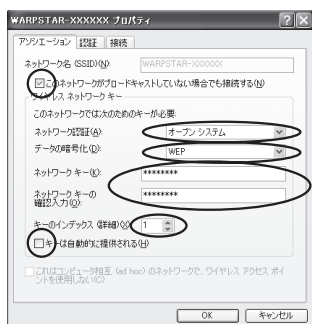 WARPSTAR-XXXXXX プロパティ
アソシエーション 認証 接続
ネットワーク名 (SSID)(N): WARPSTAR-XXXXXX
このネットワークがブロードキャストしていない場合でも接続する(N)
ワイヤレス ネットワーク キー
このネットワークでは次のためのキーが必要:
ネットワーク認証(A): オープン システム
データの暗号化(D): WEP
ネットワーク キー(K): ********
ネットワーク キーの
確認入力(O): ********
キーのインデックス (詳細)(X): 1
キーは自動的に提供される(H)
これはコンピュータ相互 (ad hoc) のネットワークで、ワイヤレス アクセス ポイ
ントを使用しない(C)
OK キャンセル